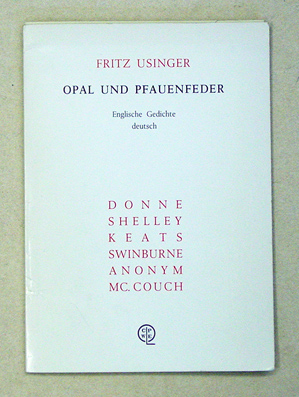 FRITZ USINGER
OPAL UND PFAUENFEDER
Englische Gedichte
deutsch
DONNE
SHELLEY
KEATS
SWINBURNE
ANONYM
MC. COUCH